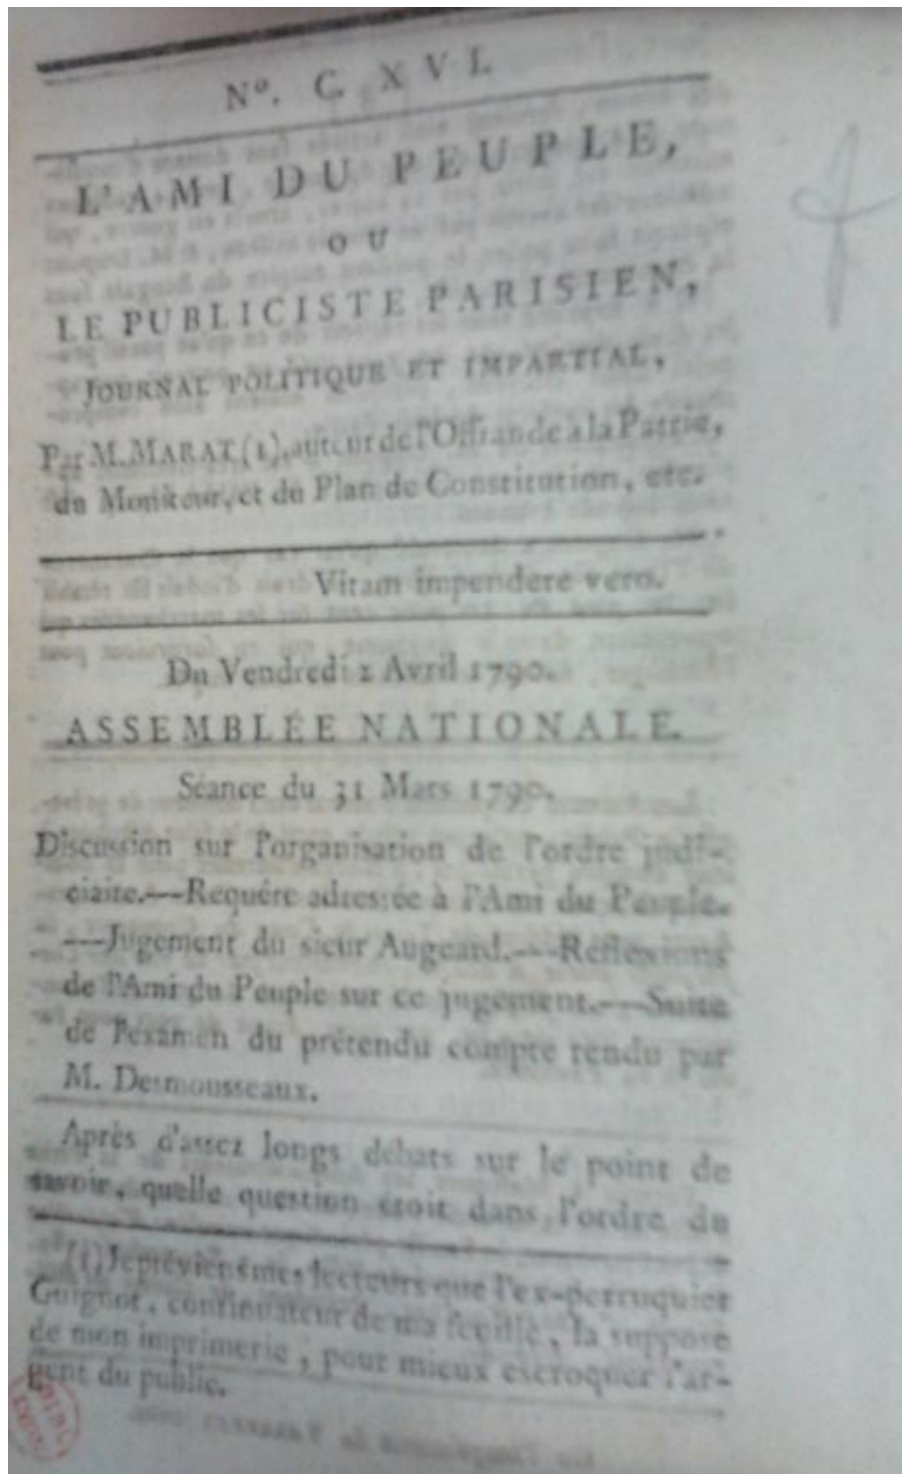 Nº. C XVI.
L'AMI DU PEUPLE,
OU
LE PUBLICISTE PARISIEN,
JOURNAL POLITIQUE ET IMPARTIAL,
Par M. MARAT (1), auteur de l'Offrande à la Patrie,
du Moniteur, et du Plan de Constitution, etc.
Vitam impendere vero.
Du Vendredi 2 Avril 1790.
ASSEMBLÉE NATIONALE.
Séance du 31 Mars 1790.
Discussion sur l'organisation de l'ordre judi-
ciaire.—Requête adressée à l'Ami du Peuple.
—Jugement du sieur Augeard.—Réflexions
de l'Ami du Peuple sur ce jugement.—Suite
de l'examen du prétendu compte rendu par
M. Desmousseaux.
Après d'assez longs débats sur le point de
savoir, quelle question étoit dans l'ordre du
(1) Je préviens mes lecteurs que l'ex-perruquier
Guignot, continuateur de ma feuille, la suppose
de mon imprimerie, pour mieux escroquer l'ar-
gent du public.